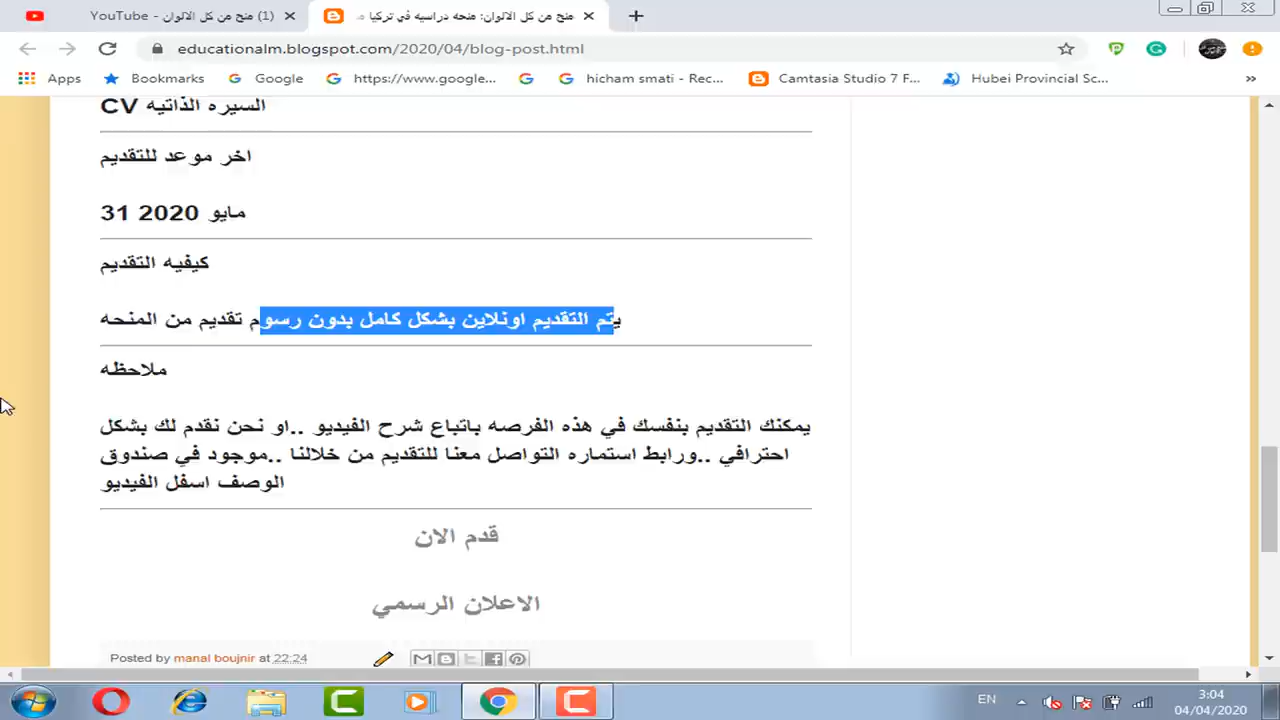 (1) منح من كل الالوان - YouTube
منح من كل الالوان: منحه دراسيه في تركيا م
educationalm.blogspot.com/2020/04/blog-post.html
Apps Bookmarks Google https://www.google... hicham smati - Rec... Camtasia Studio 7 F... Hubei Provincial Sc... »
السيره الذاتيه CV
اخر موعد للتقديم
31 مايو 2020
كيفيه التقديم
يتم التقديم اونلاين بشكل كامل بدون رسوم تقديم من المنحه
ملاحظه
يمكنك التقديم بنفسك في هذه الفرصه باتباع شرح الفيديو ..او نحن نقدم لك بشكل
احترافي ..ورابط استماره التواصل معنا للتقديم من خلالنا ..موجود في صندوق
الوصف اسفل الفيديو
قدم الان
الاعلان الرسمي
Posted by manal boujnir at 22:24
EN
3:04
04/04/2020